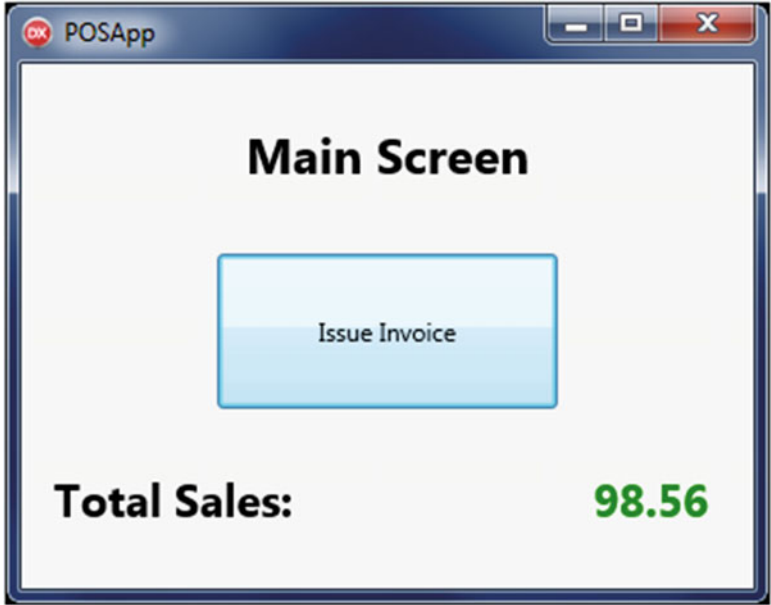 DX POSApp
Main Screen
Issue Invoice
Total Sales: 98.56